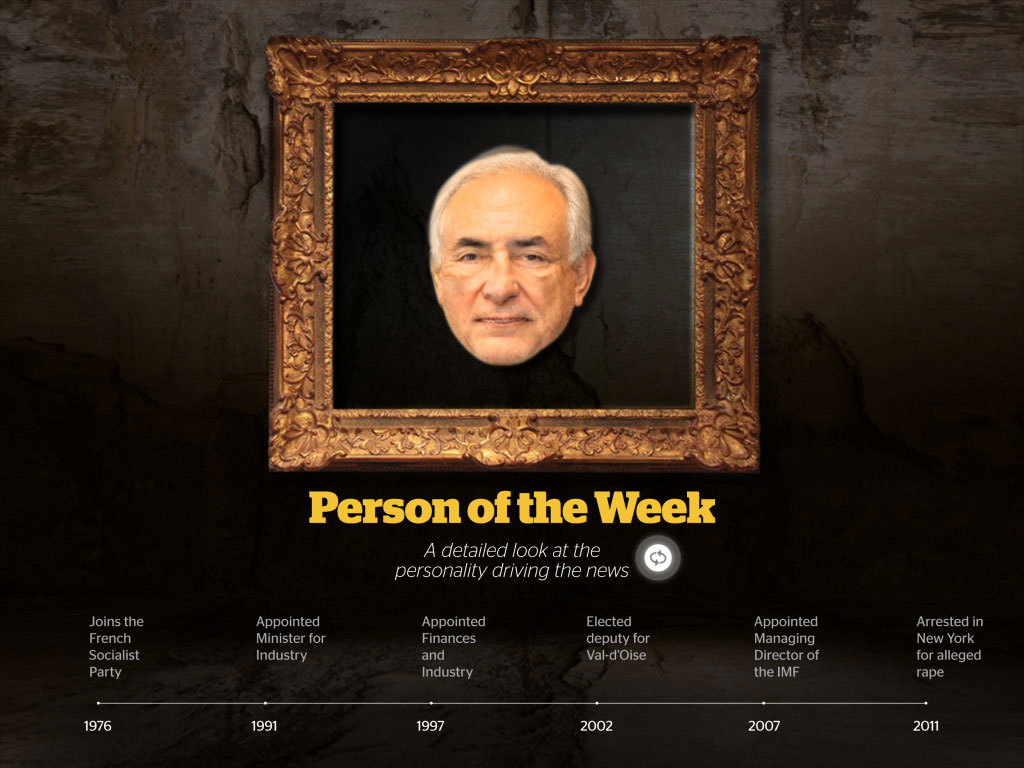 Person of the Week
A detailed look at the
personality driving the news
Joins the
French
Socialist
Party
Appointed
Minister for
Industry
Appointed
Finances
and
Industry
Elected
deputy for
Val-d'Oise
Appointed
Managing
Director of
the IMF
Arrested in
New York
for alleged
rape
1976
1991
1997
2002
2007
2011